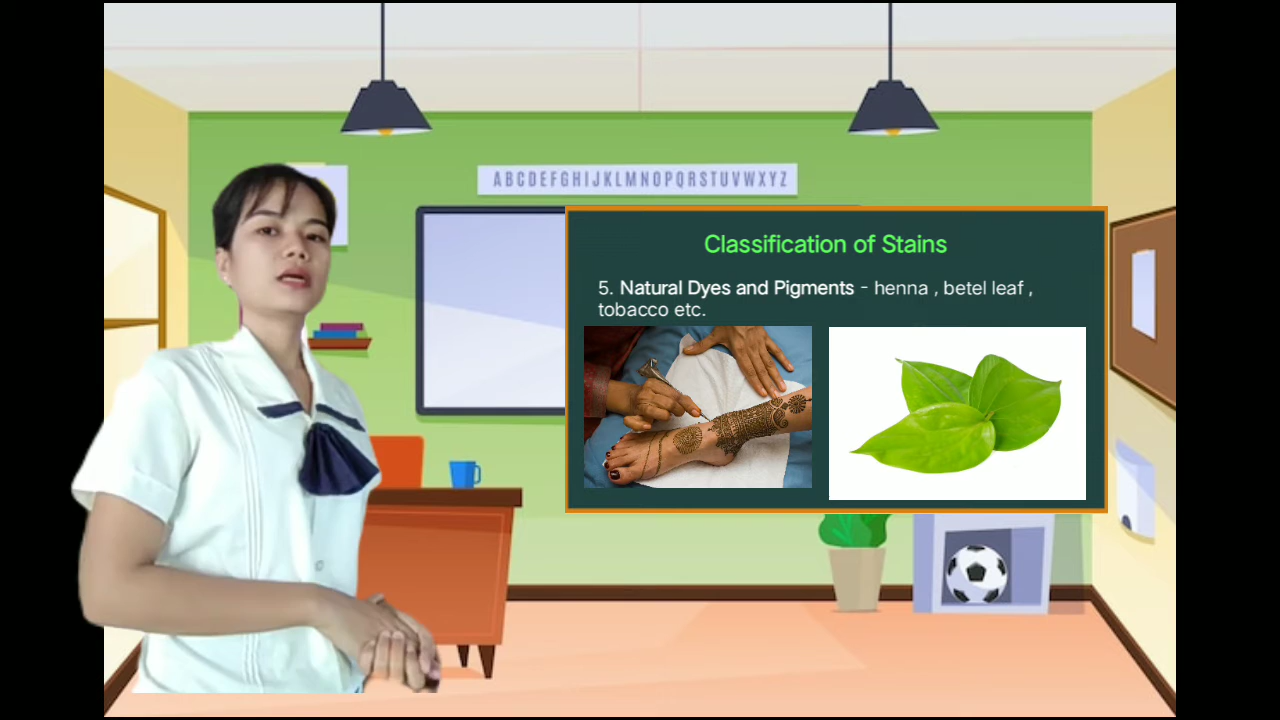 ABCDEFGHIJKLMNOPQRSTUVWXYZ
Classification of Stains
5. Natural Dyes and Pigments - henna , betel leaf ,
tobacco etc.